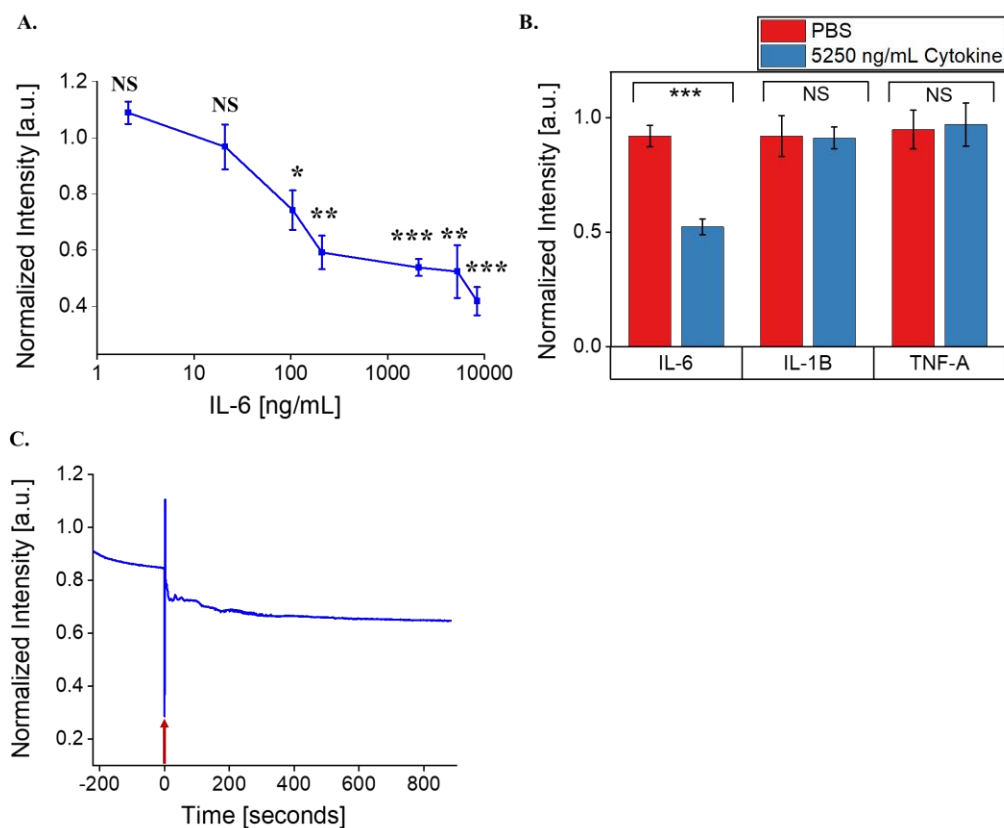 A.
NS
NS
*
**
***
**
***
Normalized Intensity [a.u.]
1.2
1.0
0.8
0.6
0.4
1
10
100
1000
10000
IL-6 [ng/mL]
B.
PBS
5250 ng/mL Cytokine
***
NS
NS
Normalized Intensity [a.u.]
1.0
0.5
0.0
IL-6
IL-1B
TNF-A
C.
Normalized Intensity [a.u.]
1.2
1.0
0.8
0.6
0.4
0.2
-200
0
200
400
600
800
Time [seconds]